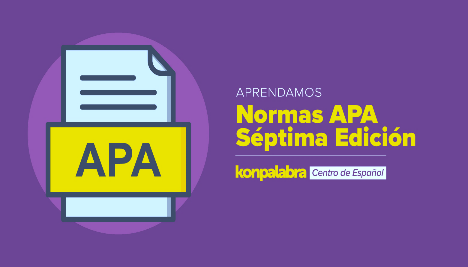 APA
APRENDAMOS
Normas APA
Séptima Edición
konpalabra Centro de Español